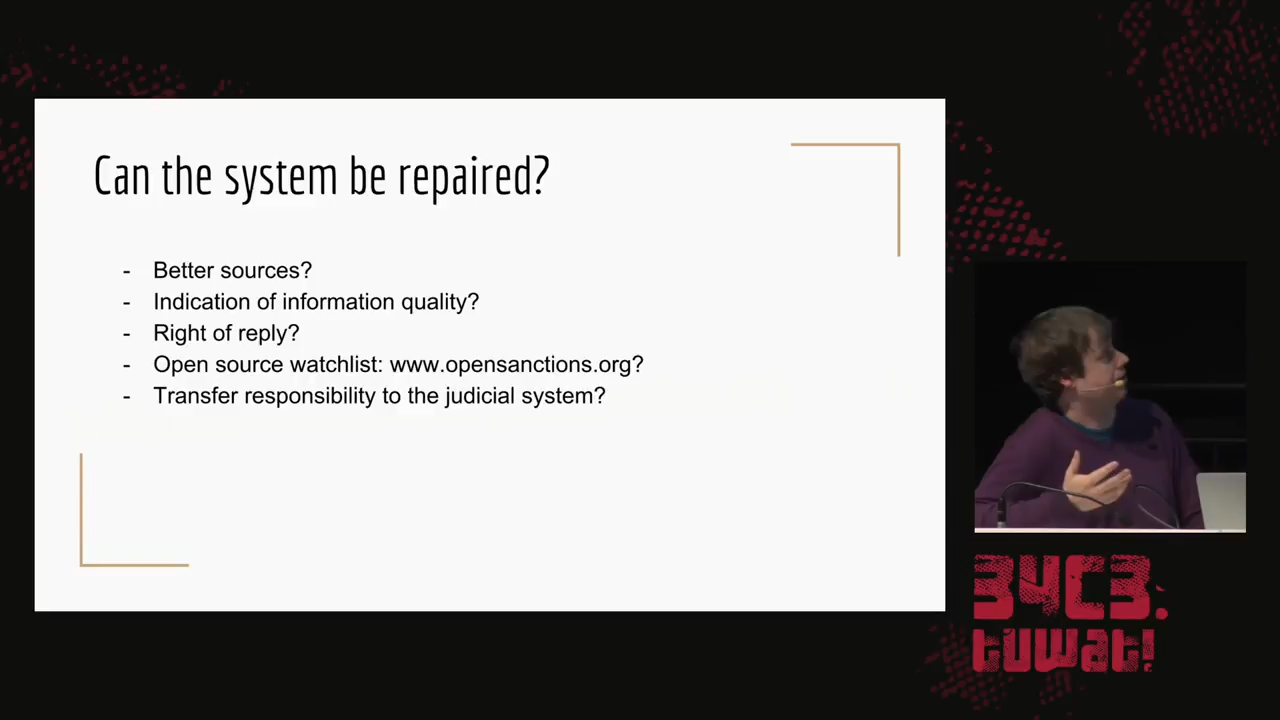 Can the system be repaired?
- Better sources?
- Indication of information quality?
- Right of reply?
- Open source watchlist: www.opensanctions.org?
- Transfer responsibility to the judicial system?
34C3.
tuwat!